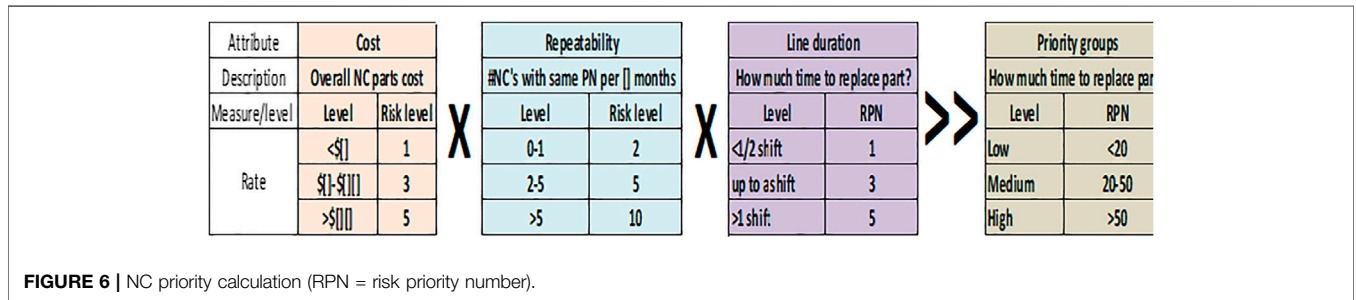 Attribute Cost Repeatability Line duration Priority groups
Description Overall NC parts cost #NC's with same PN per [] months How much time to replace part? How much time to replace par
Measure/level Level Risk level Level Risk level Level RPN Level RPN
<$[] 1 0-1 2 <1/2 shift 1 Low <20
Rate $[]-$[][] 3 X 2-5 5 X up to a shift 3 >> Medium 20-50
>$[][] 5 >5 10 >1 shift 5 High >50
FIGURE 6 | NC priority calculation (RPN = risk priority number).